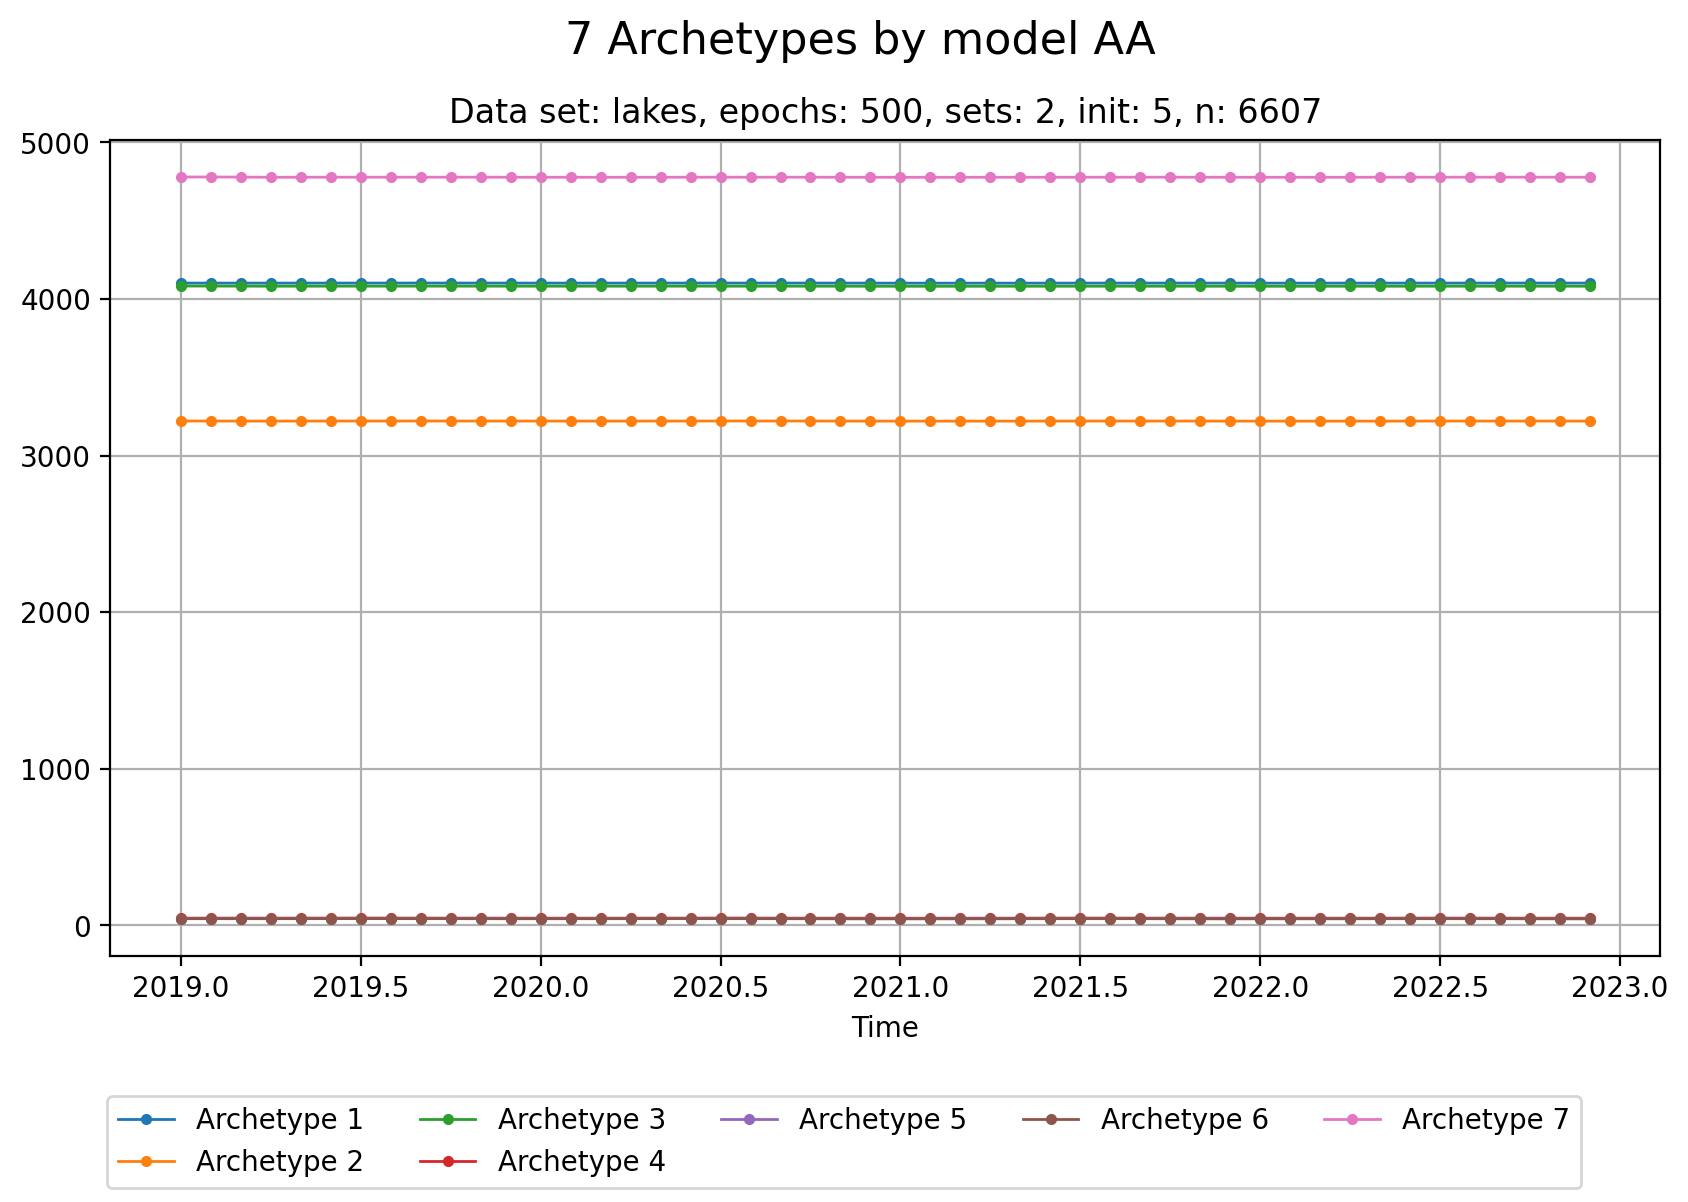 7 Archetypes by model AA
Data set: lakes, epochs: 500, sets: 2, init: 5, n: 6607
5000
4000
3000
2000
1000
0
2019.0 2019.5 2020.0 2020.5 2021.0 2021.5 2022.0 2022.5 2023.0
Time
Archetype 1 Archetype 3 Archetype 5 Archetype 6 Archetype 7
Archetype 2 Archetype 4